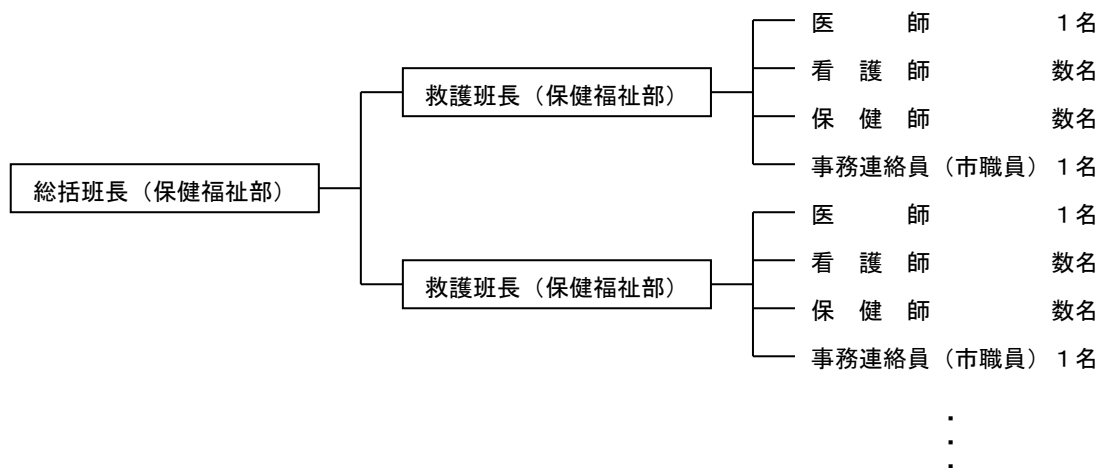 医　　　師　　　　　１名
看　護　師　　　　　数名
救護班長（保健福祉部）
保　健　師　　　　　数名
事務連絡員（市職員）１名
総括班長（保健福祉部）
医　　　師　　　　　１名
看　護　師　　　　　数名
救護班長（保健福祉部）
保　健　師　　　　　数名
事務連絡員（市職員）１名
・
・
・